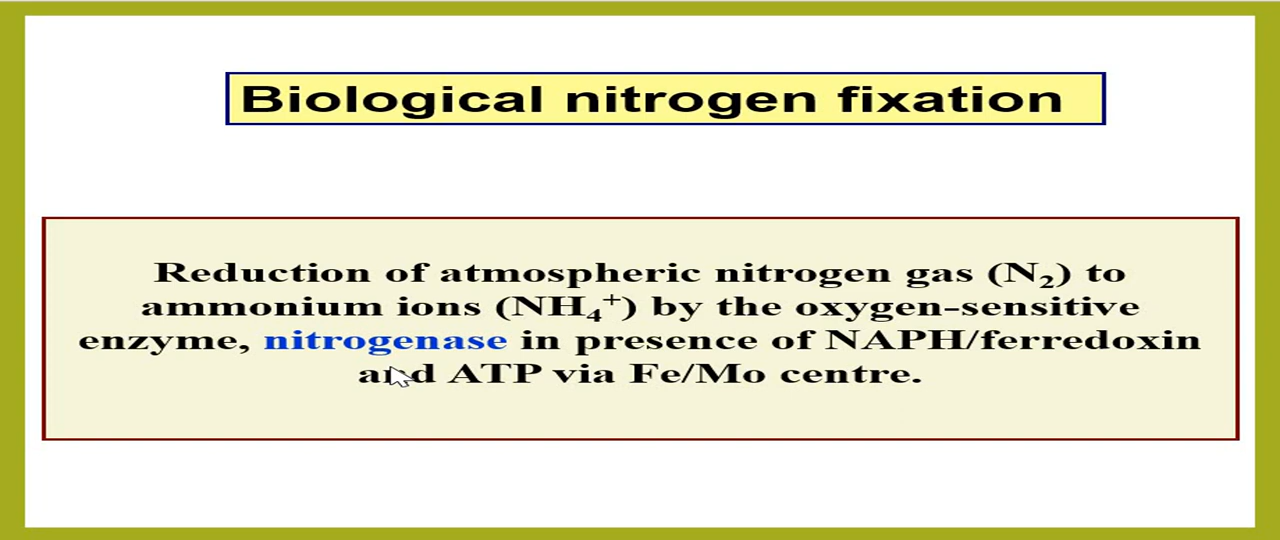 Biological nitrogen fixation
Reduction of atmospheric nitrogen gas (N₂) to
ammonium ions (NH₄⁺) by the oxygen-sensitive
enzyme, nitrogenase in presence of NAPH/ferredoxin
and ATP via Fe/Mo centre.